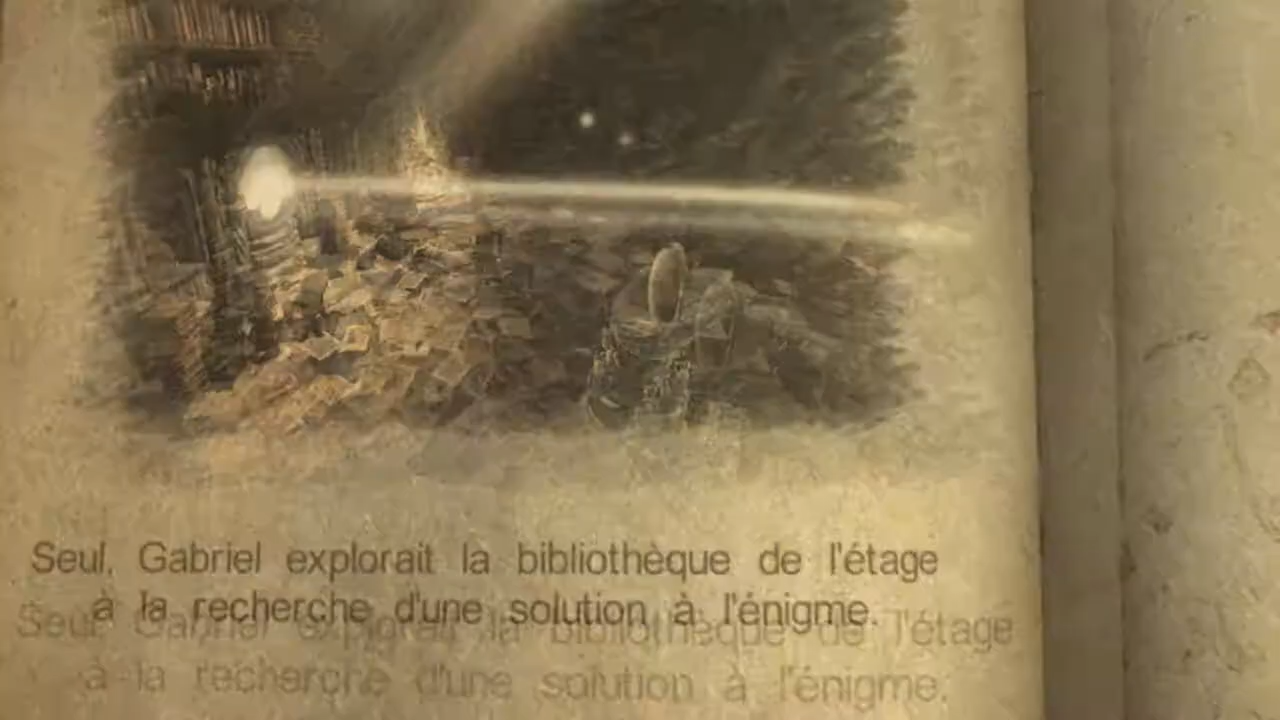 Seul, Gabriel explorait la bibliothèque de l'étage
à la recherche d'une solution à l'énigme.
Seul, Gabriel explorait la bibliothèque de l'étage
à la recherche d'une solution à l'énigme.